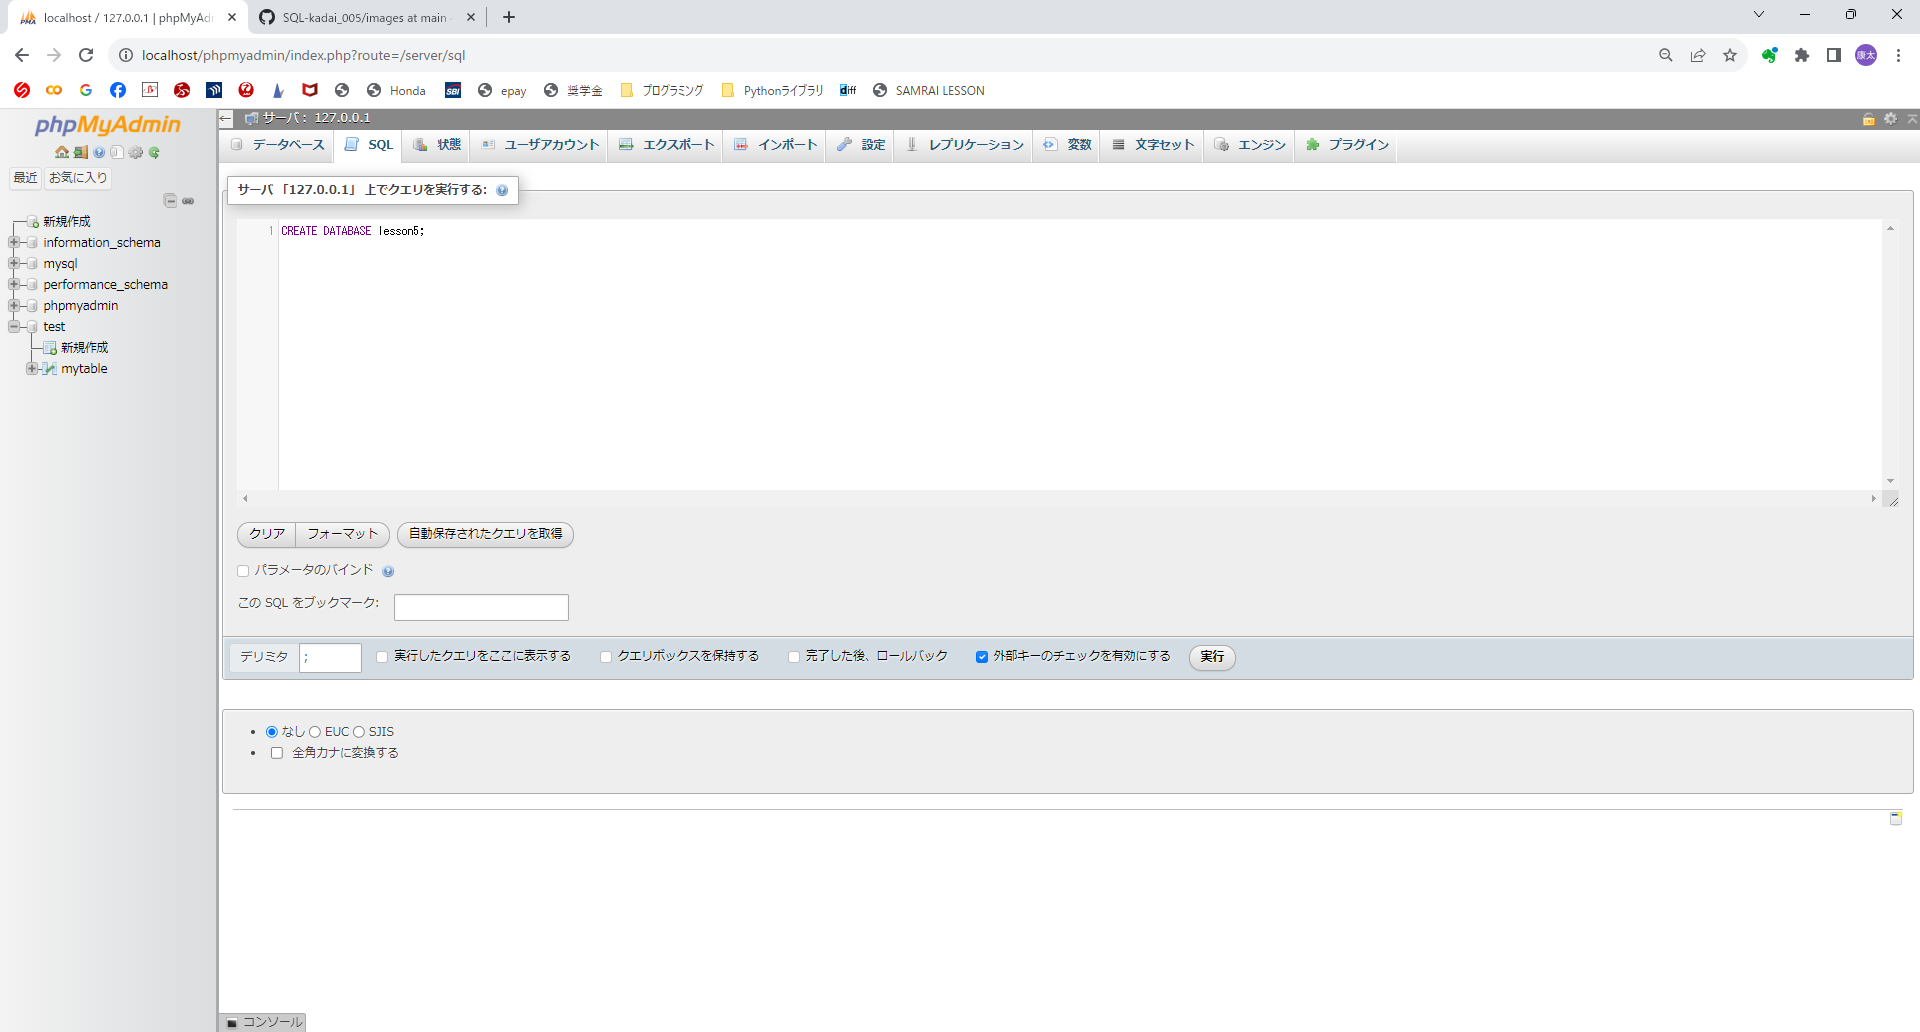 localhost / 127.0.0.1 | phpMyAdm
SQL-kadai_005/images at main
localhost/phpmyadmin/index.php?route=/server/sql
康太
Honda
SBI
epay
奨学金
プログラミング
Pythonライブラリ
diff
SAMRAI LESSON
phpMyAdmin
最近
お気に入り
新規作成
information_schema
mysql
performance_schema
phpmyadmin
test
新規作成
mytable
サーバ: 127.0.0.1
データベース
SQL
状態
ユーザアカウント
エクスポート
インポート
設定
レプリケーション
変数
文字セット
エンジン
プラグイン
サーバ 「127.0.0.1」 上でクエリを実行する:
1 CREATE DATABASE lesson5;
クリア
フォーマット
自動保存されたクエリを取得
パラメータのバインド
この SQL をブックマーク:
デリミタ
;
実行したクエリをここに表示する
クエリボックスを保持する
完了した後、ロールバック
外部キーのチェックを有効にする
実行
なし EUC SJIS
全角カナに変換する
コンソール